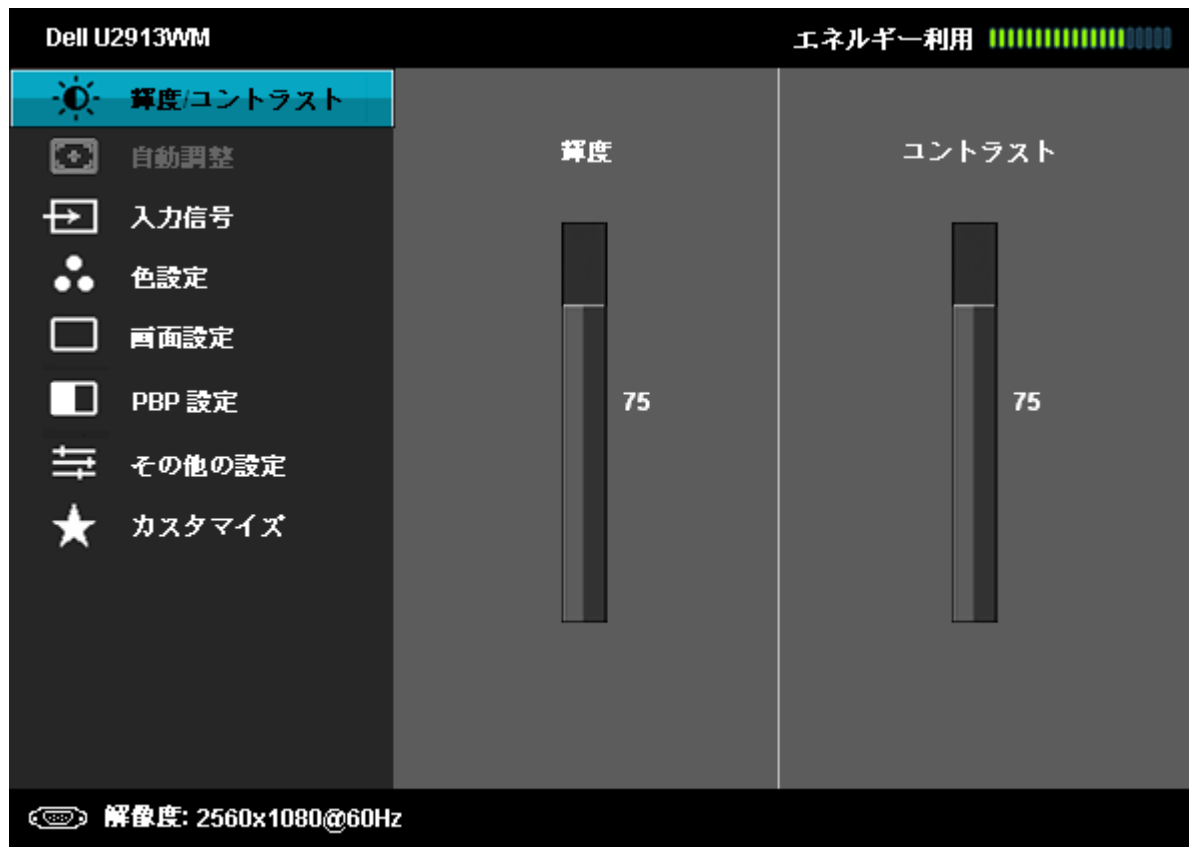 Dell U2913WM
エネルギー利用
輝度/コントラスト
自動調整
入力信号
色設定
画面設定
PBP 設定
その他の設定
カスタマイズ
輝度
75
コントラスト
75
解像度: 2560x1080@60Hz